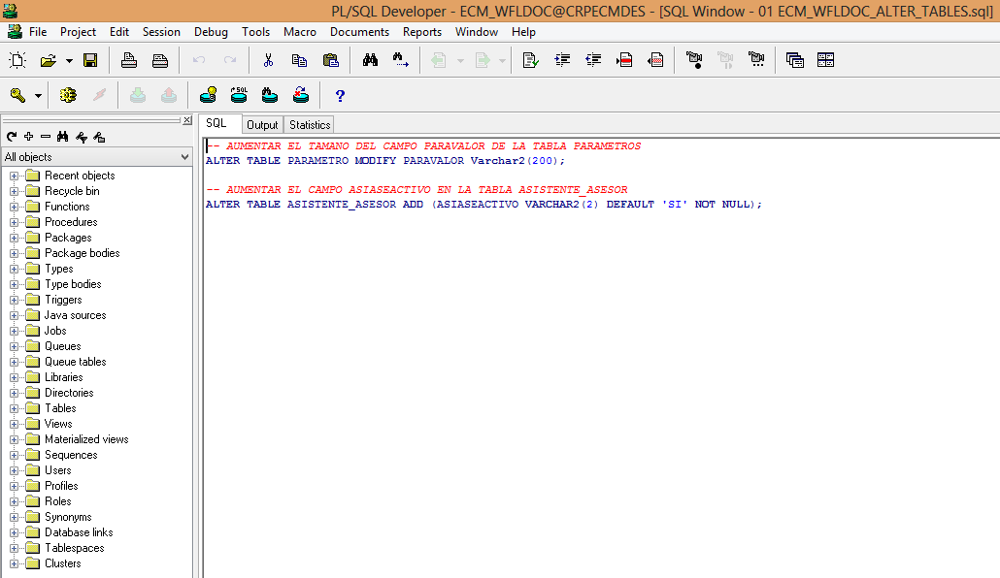 PL/SQL Developer - ECM_WFLDOC@CRPECMDES - [SQL Window - 01 ECM_WFLDOC_ALTER_TABLES.sql]
File Project Edit Session Debug Tools Macro Documents Reports Window Help
SQL
?
SQL Output Statistics
All objects
Recent objects
Recycle bin
Functions
Procedures
Packages
Package bodies
Types
Type bodies
Triggers
Java sources
Jobs
Queues
Queue tables
Libraries
Directories
Tables
Views
Materialized views
Sequences
Users
Profiles
Roles
Synonyms
Database links
Tablespaces
Clusters
-- AUMENTAR EL TAMANO DEL CAMPO PARAVALOR DE LA TABLA PARAMETROS
ALTER TABLE PARAMETRO MODIFY PARAVALOR Varchar2(200);
-- AUMENTAR EL CAMPO ASIASEACTIVO EN LA TABLA ASISTENTE_ASESOR
ALTER TABLE ASISTENTE_ASESOR ADD (ASIASEACTIVO VARCHAR2(2) DEFAULT 'SI' NOT NULL);